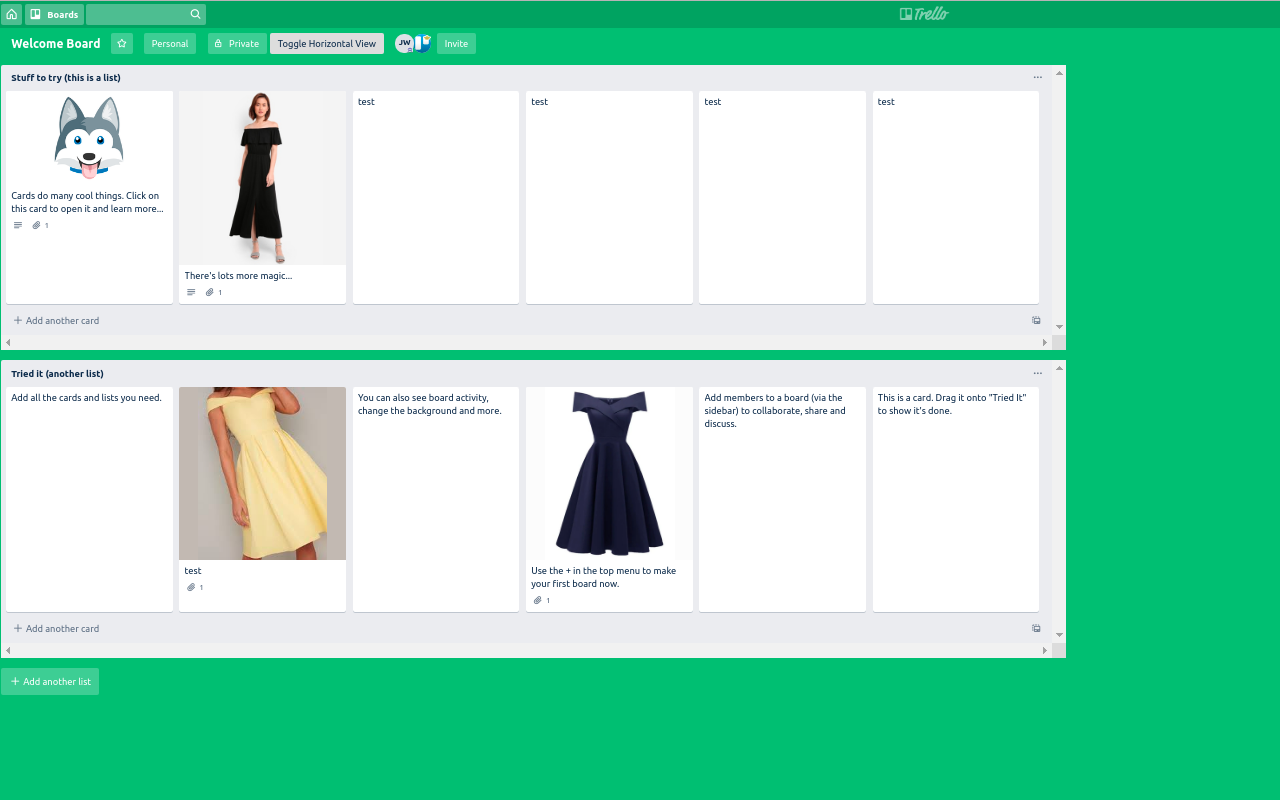 Boards
Trello
Welcome Board
Personal
Private
Toggle Horizontal View
JW
Invite
Stuff to try (this is a list)
Cards do many cool things. Click on
this card to open it and learn more...
1
There's lots more magic...
1
test
test
test
test
Add another card
Tried it (another list)
Add all the cards and lists you need.
test
1
You can also see board activity,
change the background and more.
Use the + in the top menu to make
your first board now.
1
Add members to a board (via the
sidebar) to collaborate, share and
discuss.
This is a card. Drag it onto "Tried It"
to show it's done.
Add another card
Add another list